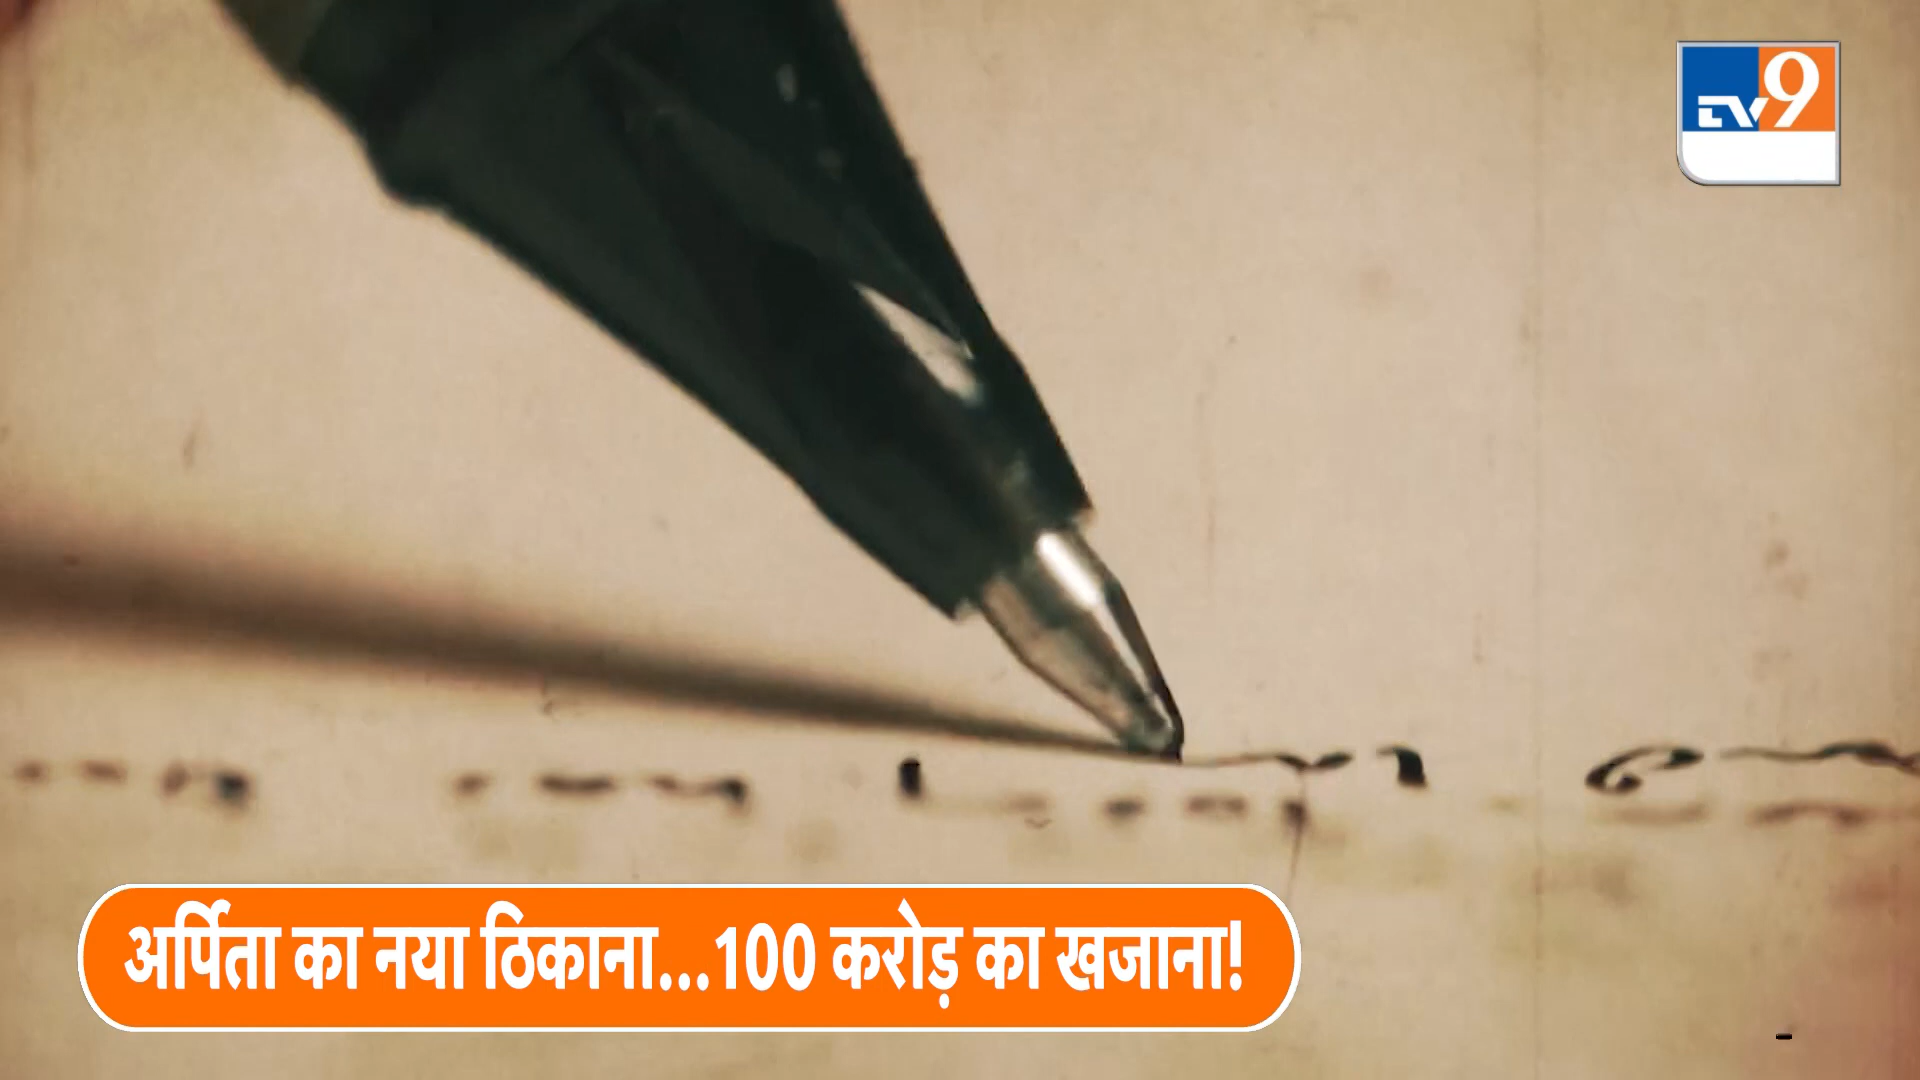 TV9
अर्पिता का नया ठिकाना...100 करोड़ का खजाना!